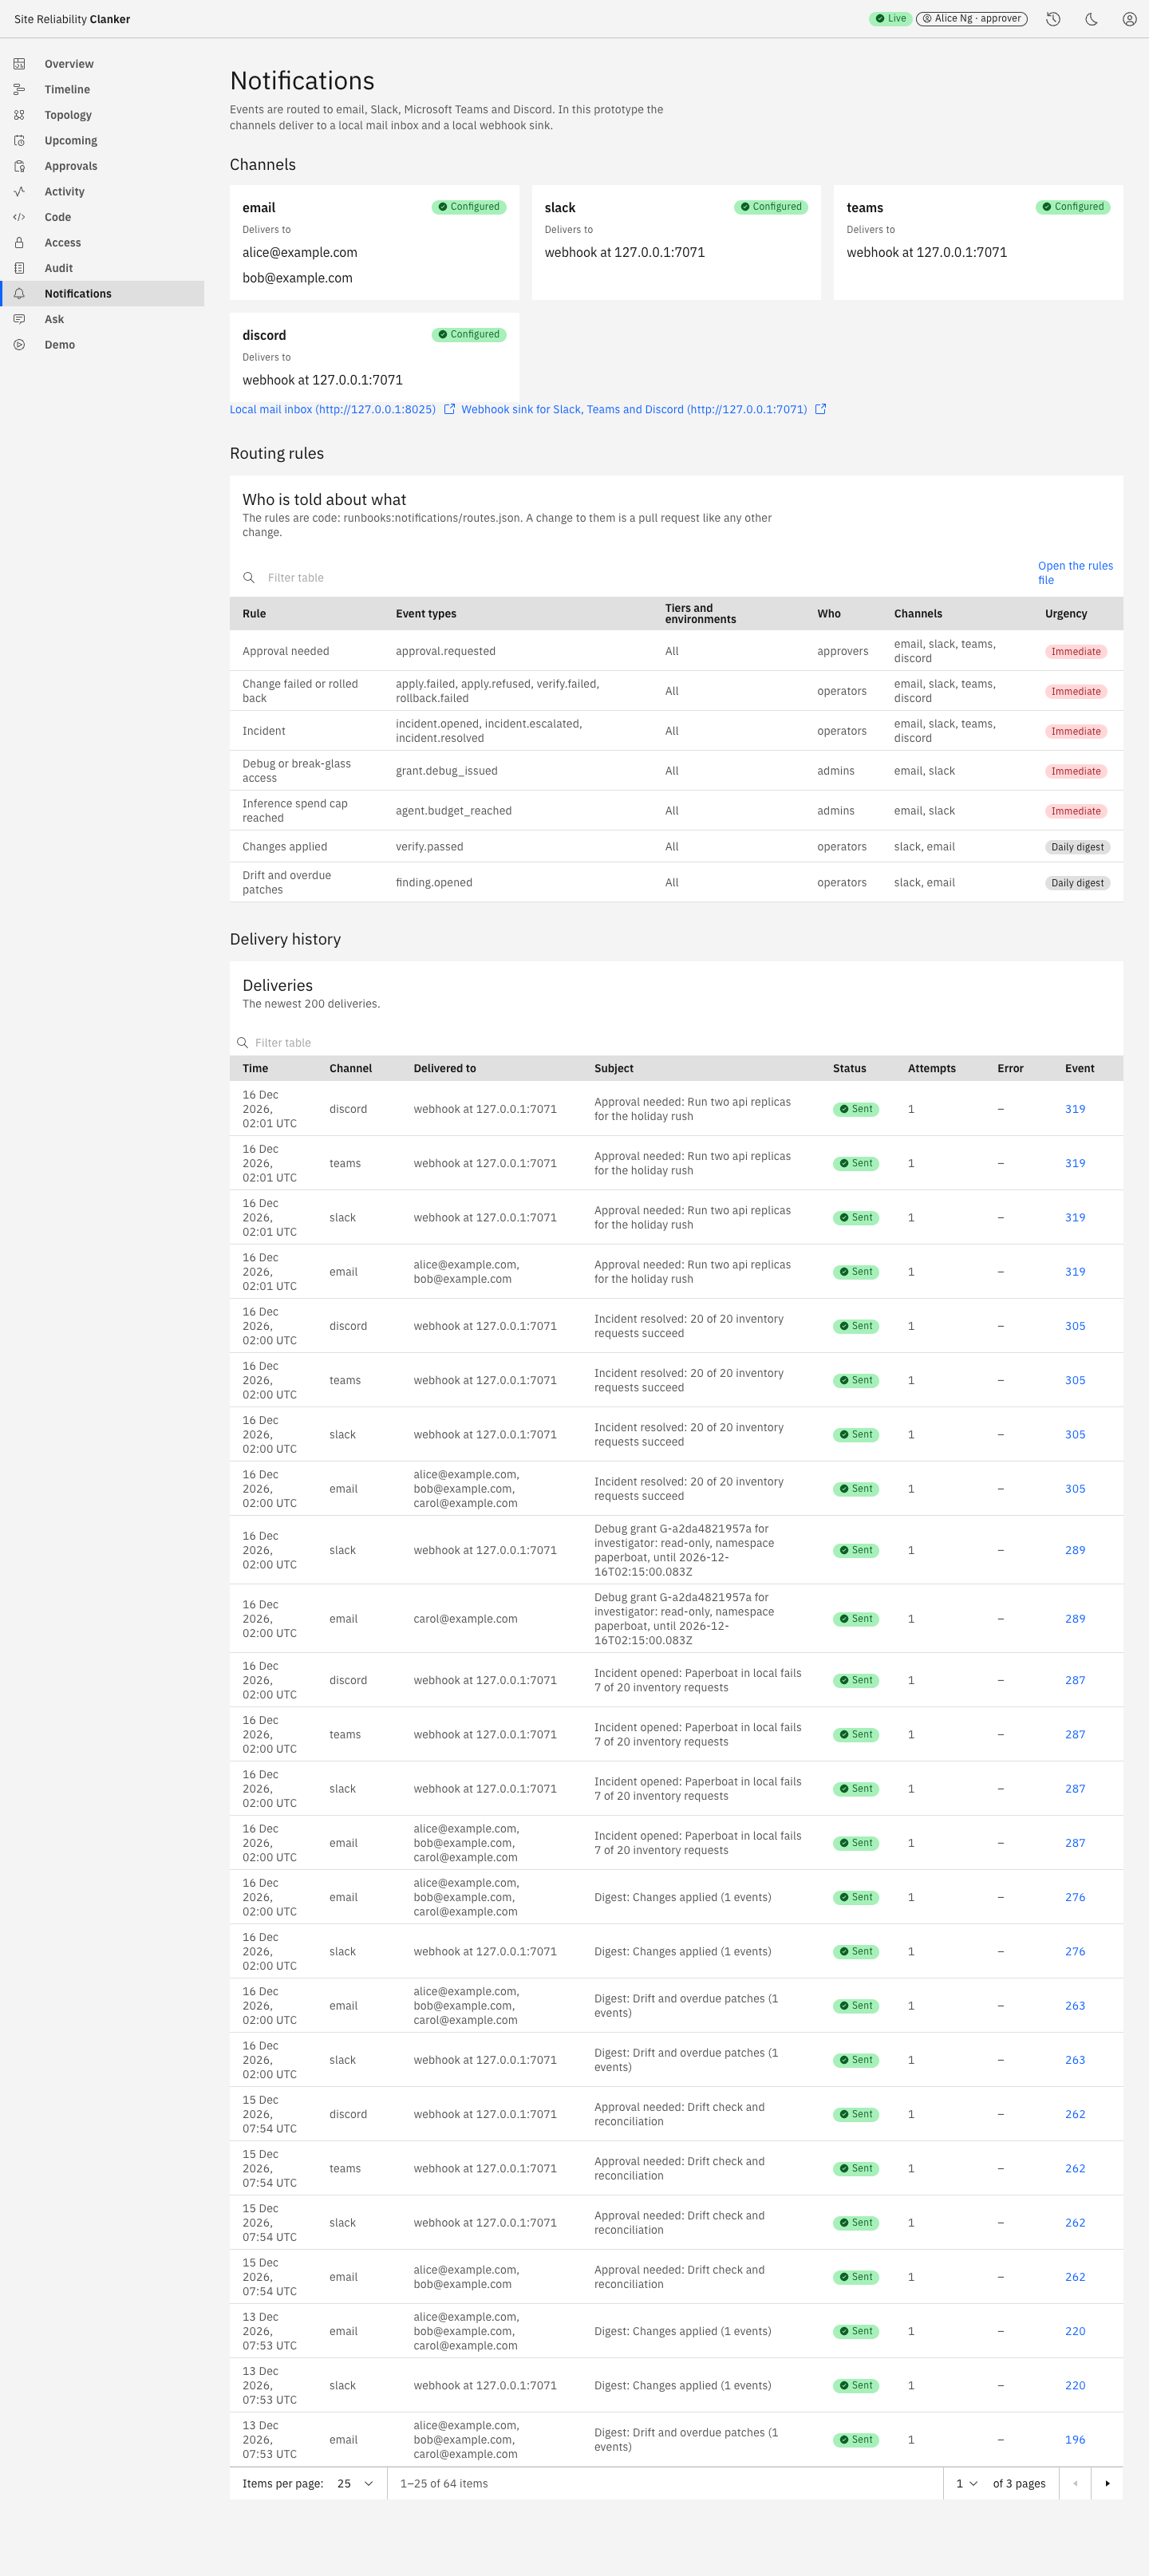 Site Reliability Clanker
Live
Alice Ng · approver
Overview
Timeline
Topology
Upcoming
Approvals
Activity
Code
Access
Audit
Notifications
Ask
Demo
Notifications
Events are routed to email, Slack, Microsoft Teams and Discord. In this prototype the
channels deliver to a local mail inbox and a local webhook sink.
Channels
email Configured
Delivers to
alice@example.com
bob@example.com
slack Configured
Delivers to
webhook at 127.0.0.1:7071
teams Configured
Delivers to
webhook at 127.0.0.1:7071
discord Configured
Delivers to
webhook at 127.0.0.1:7071
Local mail inbox (http://127.0.0.1:8025) Webhook sink for Slack, Teams and Discord (http://127.0.0.1:7071)
Routing rules
Who is told about what
The rules are code: runbooks:notifications/routes.json. A change to them is a pull request like any other
change.
Filter table
Open the rules
file
Rule Event types Tiers and environments Who Channels Urgency
Approval needed approval.requested All approvers email, slack, teams, discord Immediate
Change failed or rolled back apply.failed, apply.refused, verify.failed, rollback.failed All operators email, slack, teams, discord Immediate
Incident incident.opened, incident.escalated, incident.resolved All operators email, slack, teams, discord Immediate
Debug or break-glass access grant.debug_issued All admins email, slack Immediate
Inference spend cap reached agent.budget_reached All admins email, slack Immediate
Changes applied verify.passed All operators slack, email Daily digest
Drift and overdue patches finding.opened All operators slack, email Daily digest
Delivery history
Deliveries
The newest 200 deliveries.
Filter table
Time Channel Delivered to Subject Status Attempts Error Event
16 Dec 2026, 02:01 UTC discord webhook at 127.0.0.1:7071 Approval needed: Run two api replicas for the holiday rush Sent 1 – 319
16 Dec 2026, 02:01 UTC teams webhook at 127.0.0.1:7071 Approval needed: Run two api replicas for the holiday rush Sent 1 – 319
16 Dec 2026, 02:01 UTC slack webhook at 127.0.0.1:7071 Approval needed: Run two api replicas for the holiday rush Sent 1 – 319
16 Dec 2026, 02:01 UTC email alice@example.com, bob@example.com Approval needed: Run two api replicas for the holiday rush Sent 1 – 319
16 Dec 2026, 02:00 UTC discord webhook at 127.0.0.1:7071 Incident resolved: 20 of 20 inventory requests succeed Sent 1 – 305
16 Dec 2026, 02:00 UTC teams webhook at 127.0.0.1:7071 Incident resolved: 20 of 20 inventory requests succeed Sent 1 – 305
16 Dec 2026, 02:00 UTC slack webhook at 127.0.0.1:7071 Incident resolved: 20 of 20 inventory requests succeed Sent 1 – 305
16 Dec 2026, 02:00 UTC email alice@example.com, bob@example.com, carol@example.com Incident resolved: 20 of 20 inventory requests succeed Sent 1 – 305
16 Dec 2026, 02:00 UTC slack webhook at 127.0.0.1:7071 Debug grant G-a2da4821957a for investigator: read-only, namespace paperboat, until 2026-12-16T02:15:00.083Z Sent 1 – 289
16 Dec 2026, 02:00 UTC email carol@example.com Debug grant G-a2da4821957a for investigator: read-only, namespace paperboat, until 2026-12-16T02:15:00.083Z Sent 1 – 289
16 Dec 2026, 02:00 UTC discord webhook at 127.0.0.1:7071 Incident opened: Paperboat in local fails 7 of 20 inventory requests Sent 1 – 287
16 Dec 2026, 02:00 UTC teams webhook at 127.0.0.1:7071 Incident opened: Paperboat in local fails 7 of 20 inventory requests Sent 1 – 287
16 Dec 2026, 02:00 UTC slack webhook at 127.0.0.1:7071 Incident opened: Paperboat in local fails 7 of 20 inventory requests Sent 1 – 287
16 Dec 2026, 02:00 UTC email alice@example.com, bob@example.com, carol@example.com Incident opened: Paperboat in local fails 7 of 20 inventory requests Sent 1 – 287
16 Dec 2026, 02:00 UTC email alice@example.com, bob@example.com, carol@example.com Digest: Changes applied (1 events) Sent 1 – 276
16 Dec 2026, 02:00 UTC slack webhook at 127.0.0.1:7071 Digest: Changes applied (1 events) Sent 1 – 276
16 Dec 2026, 02:00 UTC email alice@example.com, bob@example.com, carol@example.com Digest: Drift and overdue patches (1 events) Sent 1 – 263
16 Dec 2026, 02:00 UTC slack webhook at 127.0.0.1:7071 Digest: Drift and overdue patches (1 events) Sent 1 – 263
15 Dec 2026, 07:54 UTC discord webhook at 127.0.0.1:7071 Approval needed: Drift check and reconciliation Sent 1 – 262
15 Dec 2026, 07:54 UTC teams webhook at 127.0.0.1:7071 Approval needed: Drift check and reconciliation Sent 1 – 262
15 Dec 2026, 07:54 UTC slack webhook at 127.0.0.1:7071 Approval needed: Drift check and reconciliation Sent 1 – 262
15 Dec 2026, 07:54 UTC email alice@example.com, bob@example.com Approval needed: Drift check and reconciliation Sent 1 – 262
13 Dec 2026, 07:53 UTC email alice@example.com, bob@example.com, carol@example.com Digest: Changes applied (1 events) Sent 1 – 220
13 Dec 2026, 07:53 UTC slack webhook at 127.0.0.1:7071 Digest: Changes applied (1 events) Sent 1 – 220
13 Dec 2026, 07:53 UTC email alice@example.com, bob@example.com, carol@example.com Digest: Drift and overdue patches (1 events) Sent 1 – 196
Items per page: 25 1–25 of 64 items 1 of 3 pages